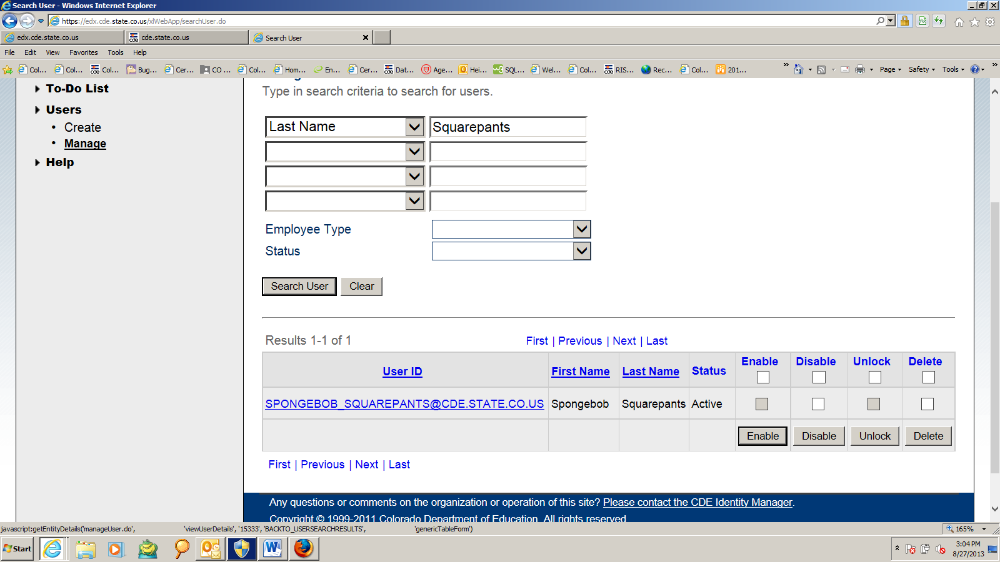 Search User - Windows Internet Explorer
https://edx.cde.state.co.us/xlWebApp/searchUser.do
edx.cde.state.co.us
cde.state.co.us
Search User
File Edit View Favorites Tools Help
Col... Col... Col... Bug... Cer... CO ... Col... Hom... En... Cer... Dat... Age... Hei... SQL... Wel... Col... RIS... Rec... Col... 201... Page Safety Tools
To-Do List
Users
• Create
• Manage
Help
Type in search criteria to search for users.
Last Name Squarepants
Employee Type
Status
Search User Clear
Results 1-1 of 1 First | Previous | Next | Last
User ID First Name Last Name Status Enable Disable Unlock Delete
SPONGEBOB_SQUAREPANTS@CDE.STATE.CO.US Spongebob Squarepants Active
Enable Disable Unlock Delete
First | Previous | Next | Last
Any questions or comments on the organization or operation of this site? Please contact the CDE Identity Manager.
Copyright © 1999-2011 Colorado Department of Education. All rights reserved
javascript:getEntityDetails('manageUser.do', 'viewUserDetails', '15333', 'BACKTO_USERSEARCHRESULTS', 'genericTableForm')
165%
Start
3:04 PM
8/27/2013